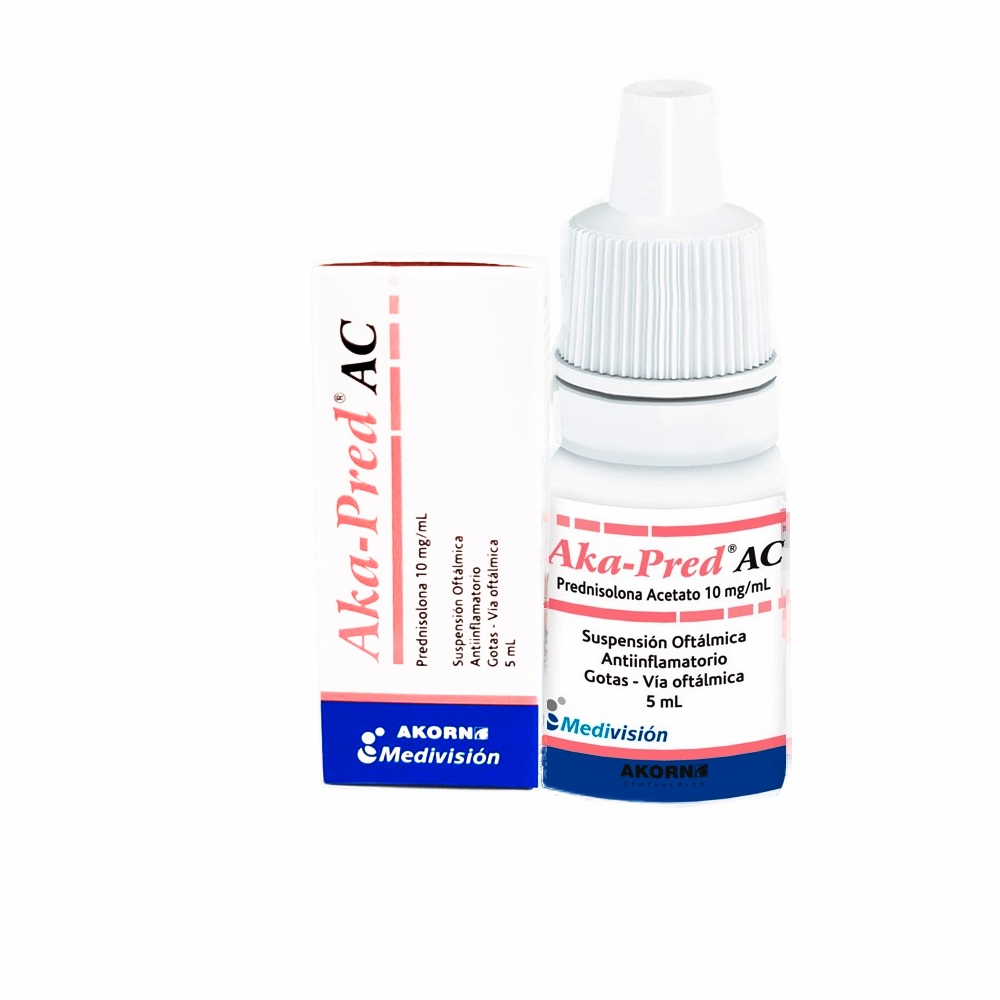 Aka-Pred® AC
Prednisolona 10 mg/mL
Suspensión Oftálmica
Antiinflamatorio
Gotas - Vía oftálmica
5 mL
AKORN
Medivisión
Aka-Pred® AC
Prednisolona Acetato 10 mg/mL
Suspensión Oftálmica
Antiinflamatorio
Gotas - Vía oftálmica
5 mL
Medivisión
AKORN